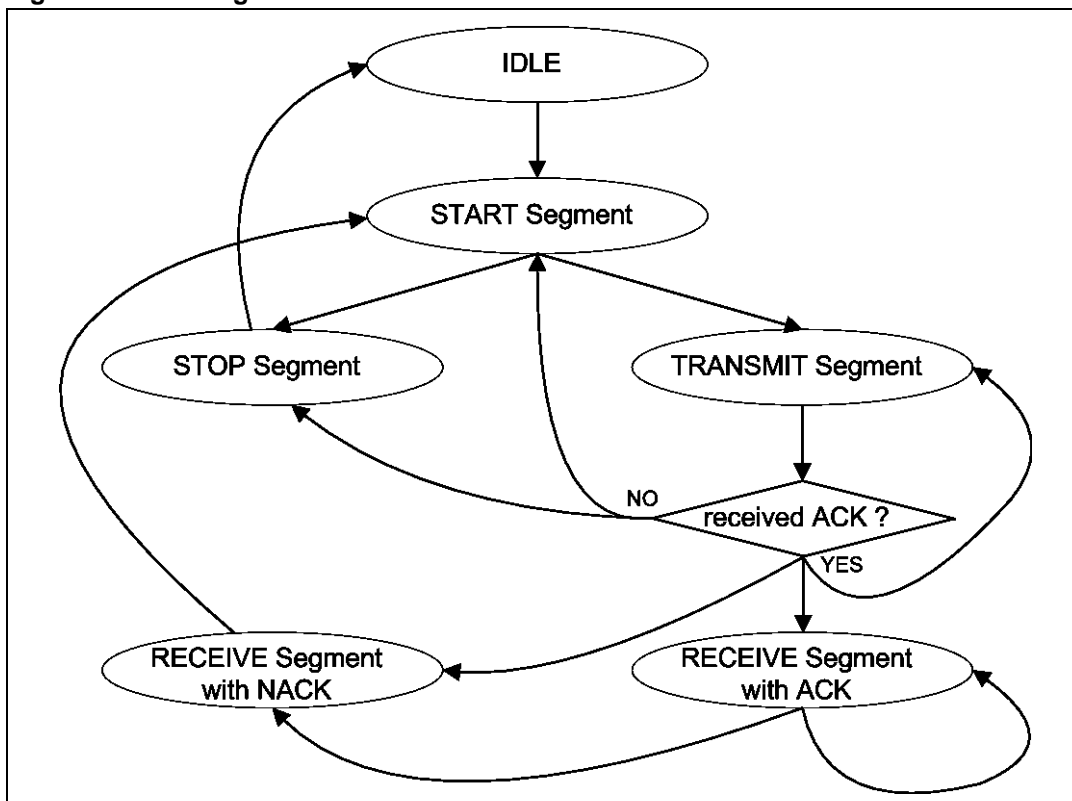 IDLE
START Segment
STOP Segment
TRANSMIT Segment
NO
received ACK ?
YES
RECEIVE Segment
with NACK
RECEIVE Segment
with ACK